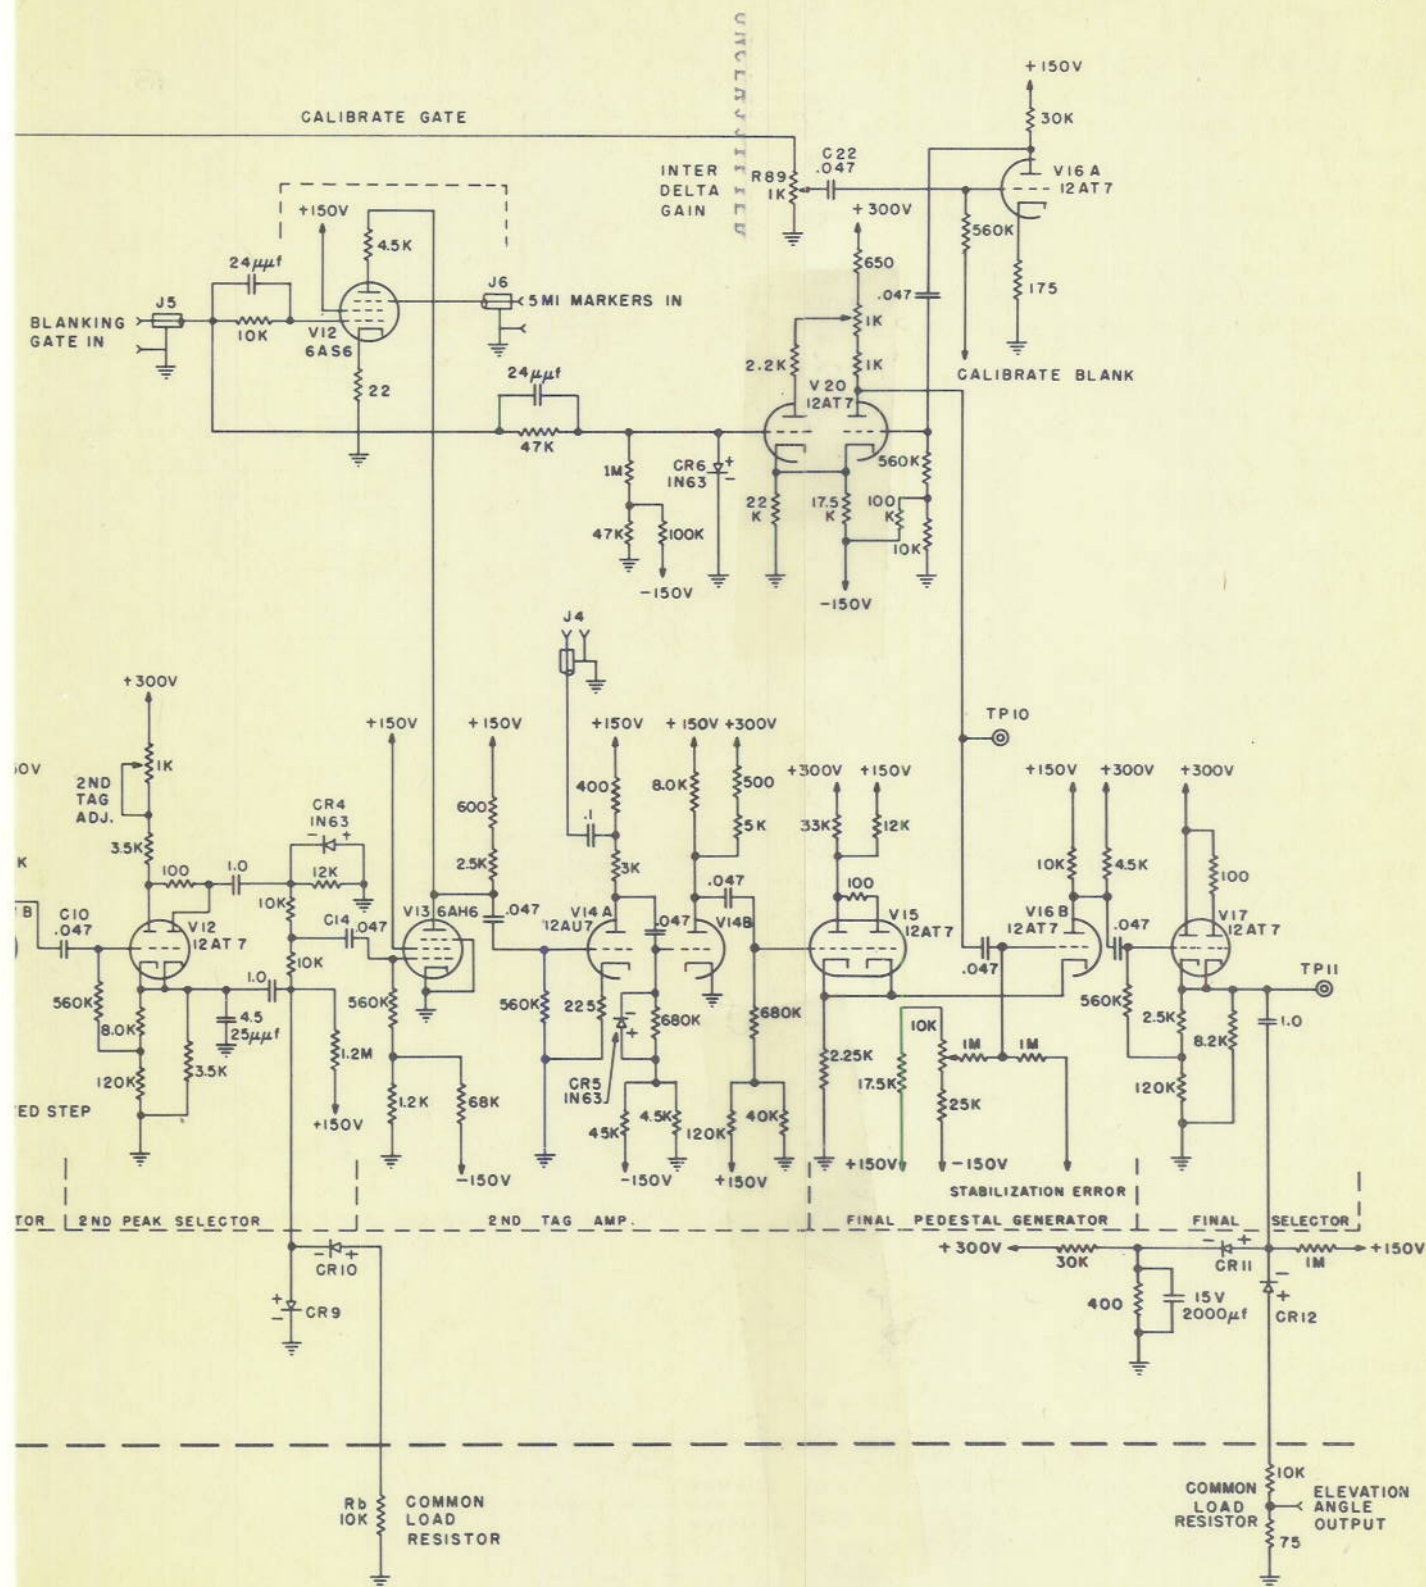 UNCLASSIFIED
+150V
CALIBRATE GATE
30K
C22
.047
INTER
DELTA
GAIN
R89
1K
V16A
12AT7
+150V
+300V
4.5K
560K
24μμf
650
J6
175
J5
.047
5MI MARKERS IN
BLANKING
GATE IN
10K
V12
6AS6
1K
22
24μμf
2.2K
1K
CALIBRATE BLANK
V20
12AT7
47K
1M
CR6
1N63
+
-
560K
22
K
17.5
K
100
K
47K
100K
10K
-150V
-150V
J4
+300V
TP10
+150V
+150V
+150V
+150V
+300V
0V
1K
2ND
TAG
ADJ.
+300V
+150V
+150V
+300V
+300V
CR4
1N63
400
8.0K
500
600
.1
- +
33K
12K
5K
3.5K
K
100
1.0
12K
2.5K
3K
10K
4.5K
100
.047
100
10K
1B
C10
.047
V12
12AT7
C14
.047
V13 6AH6
.047
V14A
12AU7
.047
V14B
V15
12AT7
V16B
12AT7
.047
V17
12AT7
10K
.047
TP11
1.0
560K
560K
560K
225
-
+
680K
680K
10K
560K
8.0K
4.5
25μμf
2.5K
1.0
1.2M
8.2K
1M
1M
3.5K
2.25K
17.5K
120K
CR5
1N63
120K
1.2K
68K
25K
ED STEP
+150V
45K
4.5K
120K
40K
-150V
-150V
+150V
+150V
-150V
STABILIZATION ERROR
TOR
2ND PEAK SELECTOR
2ND TAG AMP.
FINAL PEDESTAL GENERATOR
FINAL SELECTOR
+300V
30K
- +
CR11
1M
+150V
- +
CR10
-
+
+
-
CR9
400
15V
2000μf
CR12
10K
Rb
10K
COMMON
LOAD
RESISTOR
COMMON
LOAD
RESISTOR
ELEVATION
ANGLE
OUTPUT
75